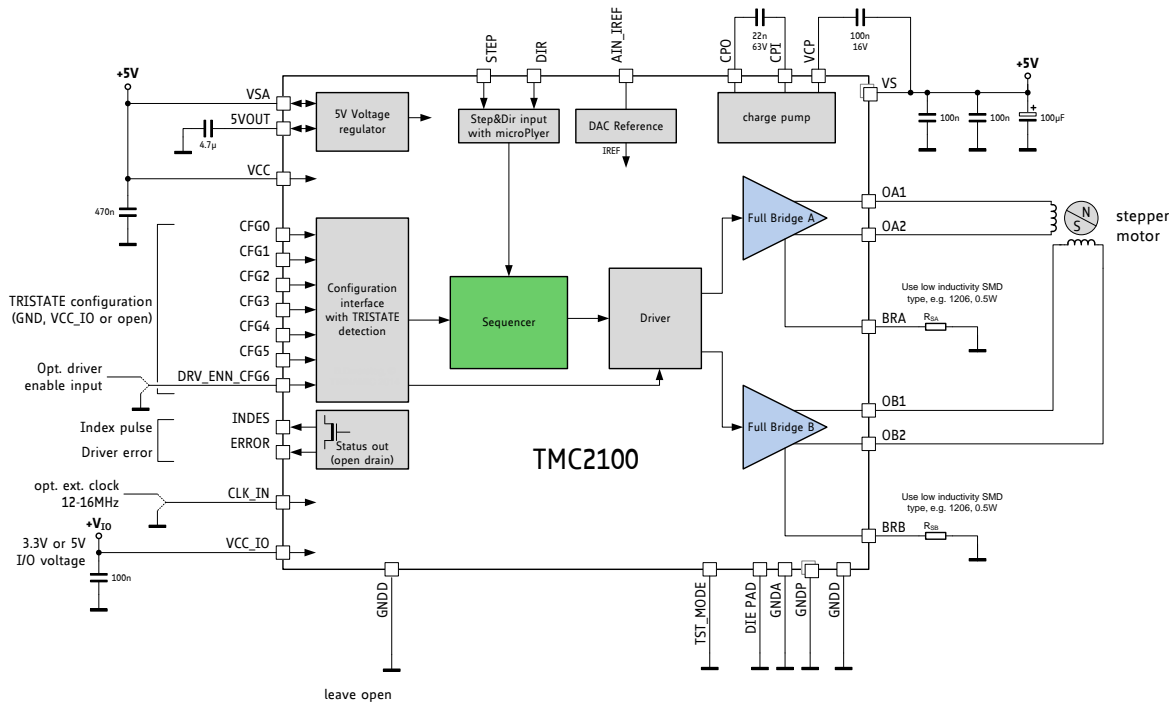 STEP
DIR
AIN_IREF
CPO
22n
63V
CPI
VCP
100n
16V
+5V
VSA
5VOUT
4.7µ
5V Voltage
regulator
Step&Dir input
with microPlyer
DAC Reference
IREF
charge pump
VS
+5V
100n
100n
+
100µF
VCC
470n
TRISTATE configuration
(GND, VCC_IO or open)
CFG0
CFG1
CFG2
CFG3
CFG4
CFG5
DRV_ENN_CFG6
Opt. driver
enable input
Configuration
interface
with TRISTATE
detection
Sequencer
Driver
Full Bridge A
OA1
OA2
N
S
stepper
motor
Use low inductivity SMD
type, e.g. 1206, 0.5W
BRA
RSA
Full Bridge B
OB1
OB2
Index pulse
Driver error
INDES
ERROR
Status out
(open drain)
TMC2100
opt. ext. clock
12-16MHz
CLK_IN
Use low inductivity SMD
type, e.g. 1206, 0.5W
BRB
RSB
+VIO
3.3V or 5V
I/O voltage
VCC_IO
100n
GNDD
TST_MODE
DIE PAD
GNDA
GNDP
GNDD
leave open